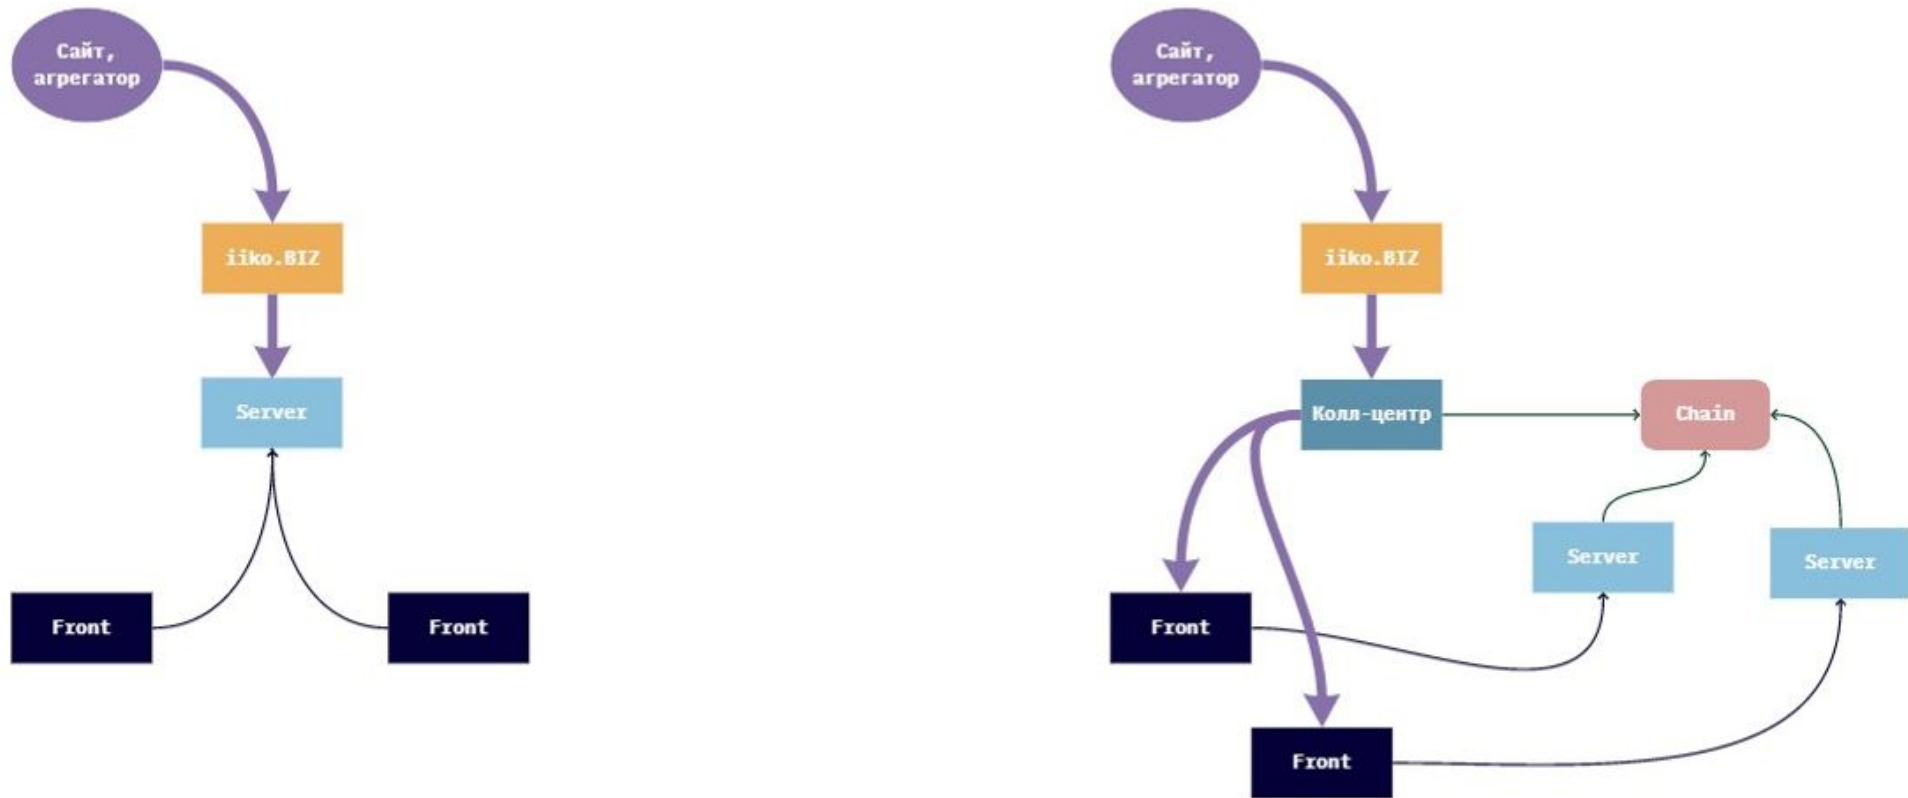 Сайт,
агрегатор
iiko.BIZ
Server
Front
Front
Сайт,
агрегатор
iiko.BIZ
Колл-центр
Chain
Server
Server
Front
Front